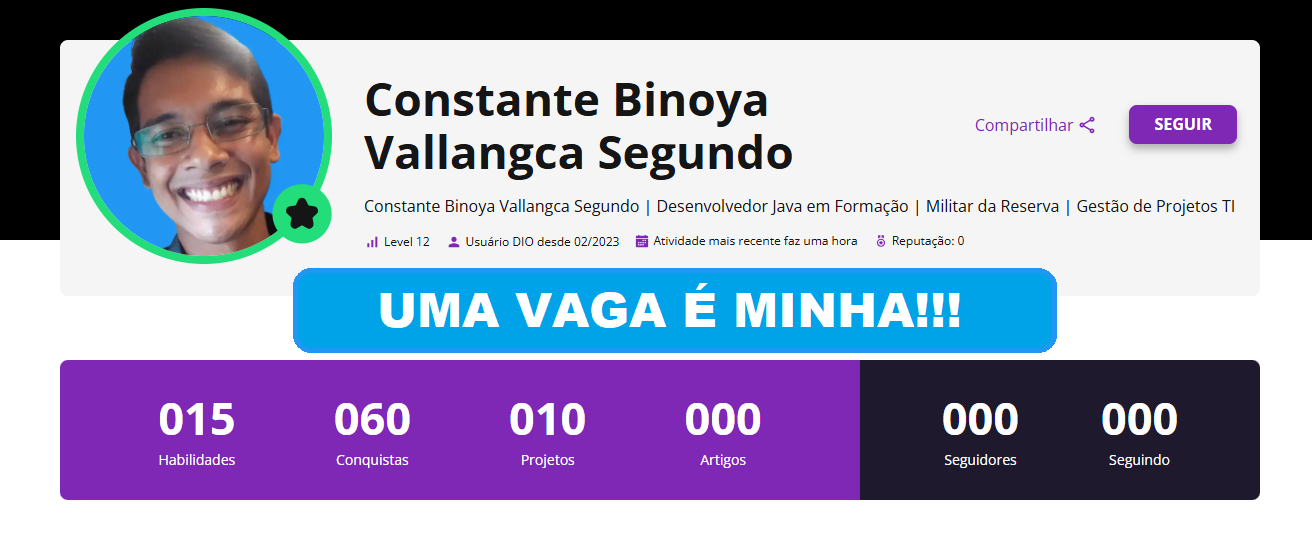 Constante Binoya
Vallangca Segundo
Compartilhar
SEGUIR
Constante Binoya Vallangca Segundo | Desenvolvedor Java em Formação | Militar da Reserva | Gestão de Projetos TI
Level 12 Usuário DIO desde 02/2023 Atividade mais recente faz uma hora Reputação: 0
UMA VAGA É MINHA!!!
015 060 010 000 000 000
Habilidades Conquistas Projetos Artigos Seguidores Seguindo